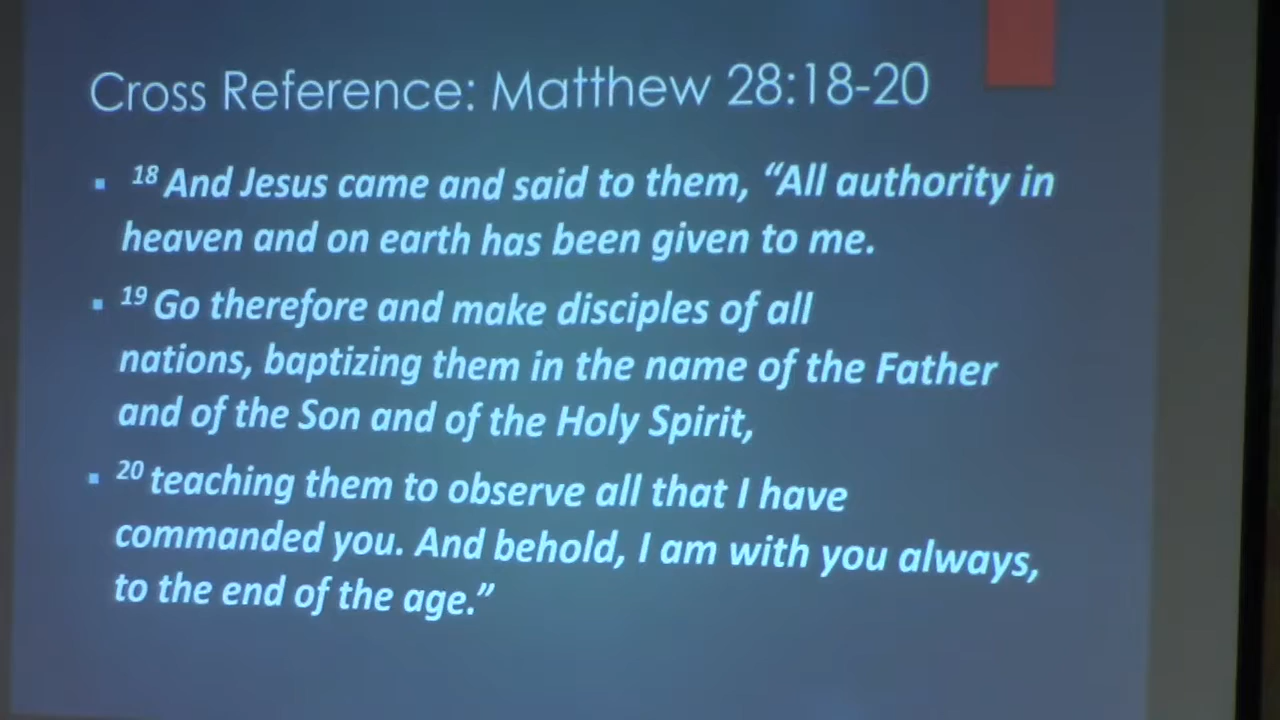 Cross Reference: Matthew 28:18-20
▪ 18 And Jesus came and said to them, “All authority in
heaven and on earth has been given to me.
▪ 19 Go therefore and make disciples of all
nations, baptizing them in the name of the Father
and of the Son and of the Holy Spirit,
▪ 20 teaching them to observe all that I have
commanded you. And behold, I am with you always,
to the end of the age.”